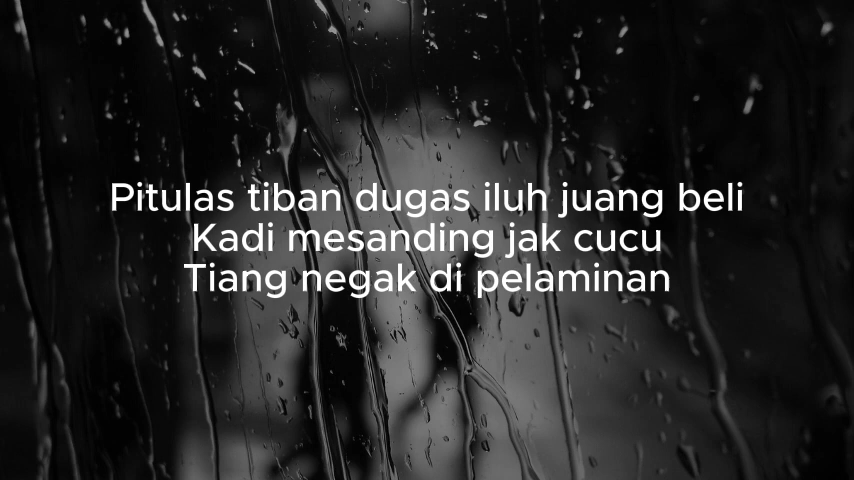 Pitulas tiban dugas iluh juang beli
Kadi mesanding jak cucu
Tiang negak di pelaminan